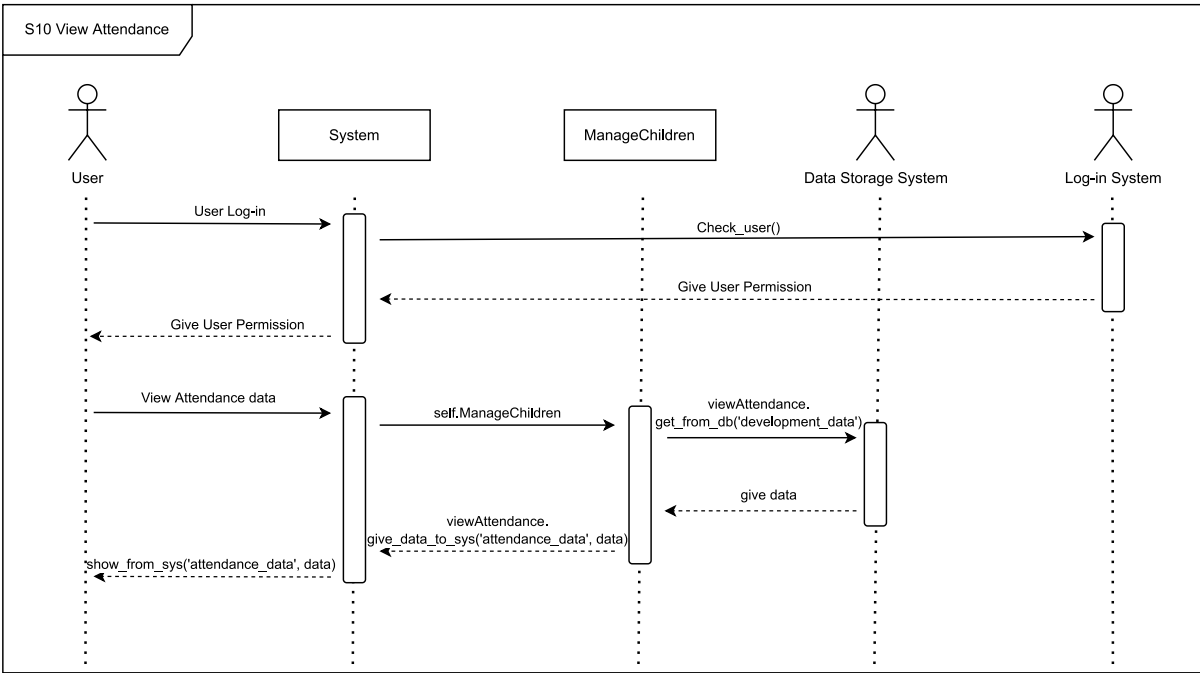 S10 View Attendance
System
ManageChildren
User
Data Storage System
Log-in System
User Log-in
Check_user()
Give User Permission
Give User Permission
View Attendance data
self.ManageChildren
viewAttendance.
get_from_db('development_data')
give data
viewAttendance.
give_data_to_sys('attendance_data', data)
show_from_sys('attendance_data', data)